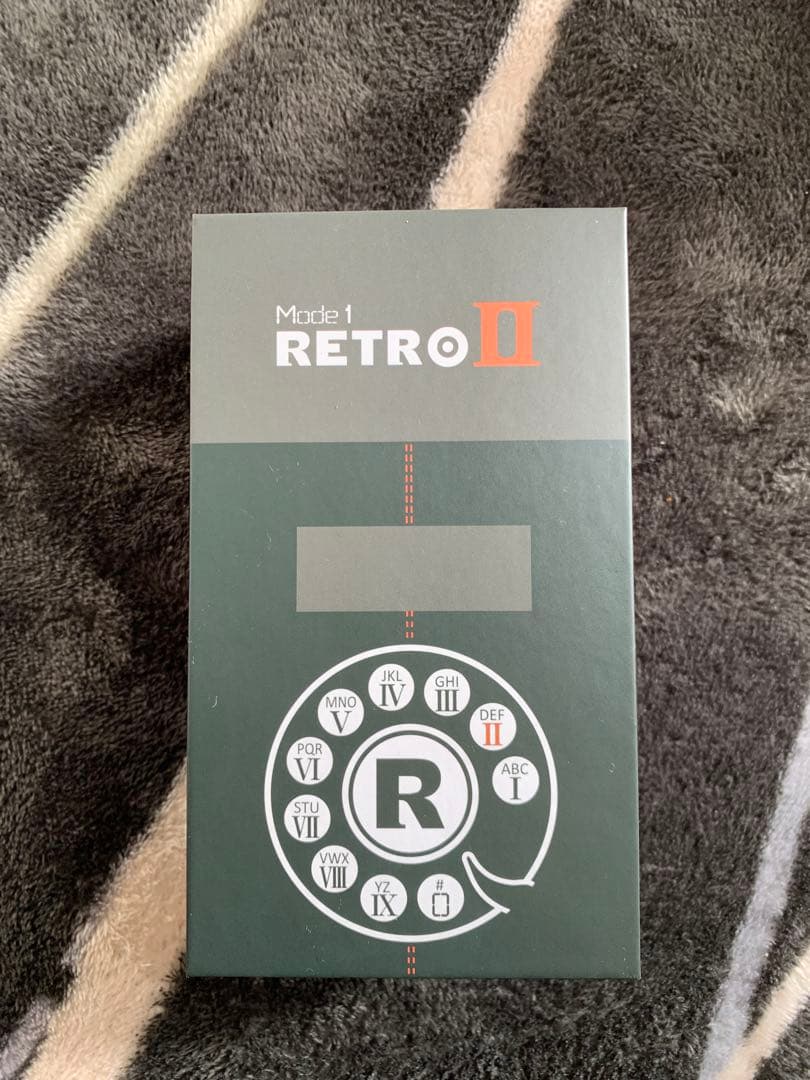 Mode 1
RETRO II
JKL
IV
GHI
III
MNO
V
DEF
II
PQR
VI
ABC
I
R
STU
VII
VWX
VIII
YZ
IX
#
0